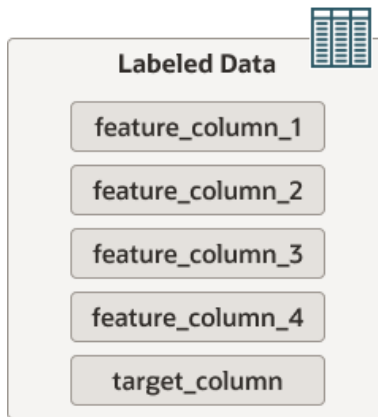 Labeled Data
feature_column_1
feature_column_2
feature_column_3
feature_column_4
target_column